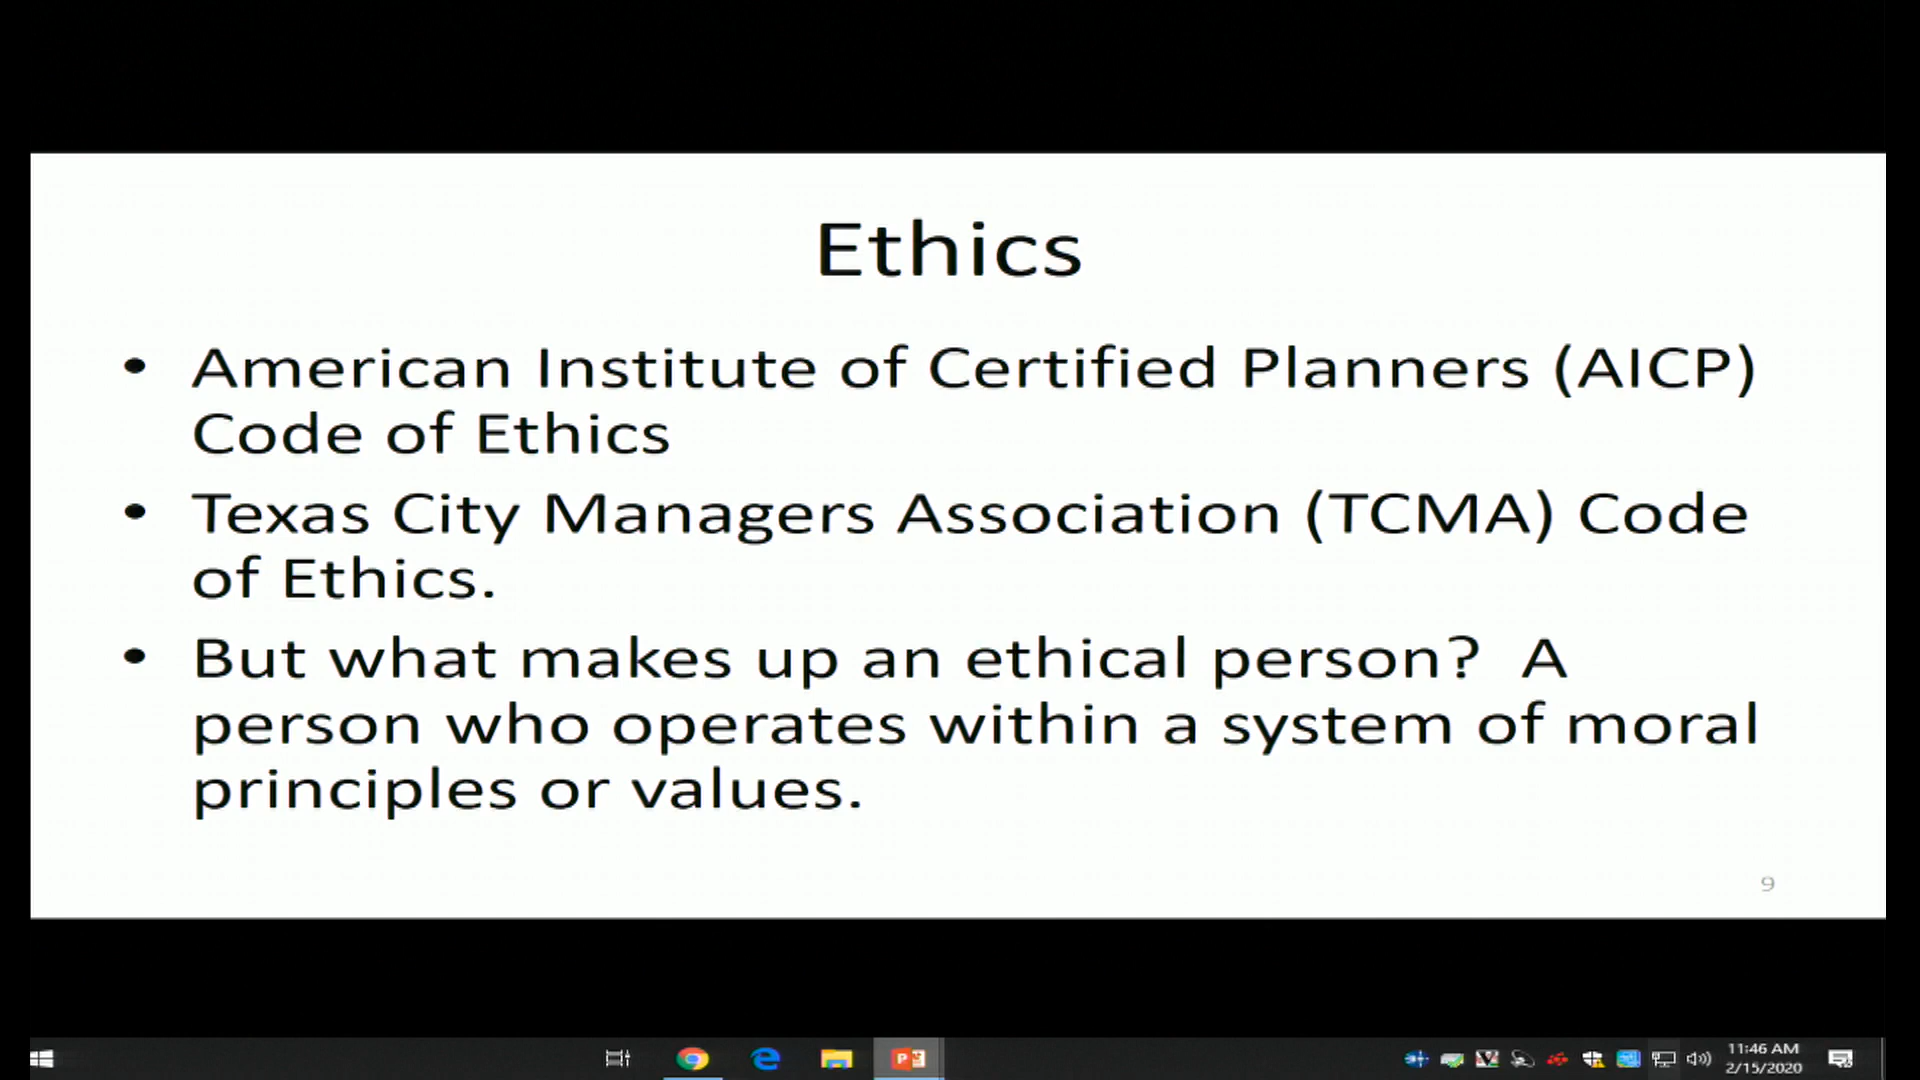 Ethics
• American Institute of Certified Planners (AICP)
Code of Ethics
• Texas City Managers Association (TCMA) Code
of Ethics.
• But what makes up an ethical person?  A
person who operates within a system of moral
principles or values.
9
11:46 AM
2/15/2020